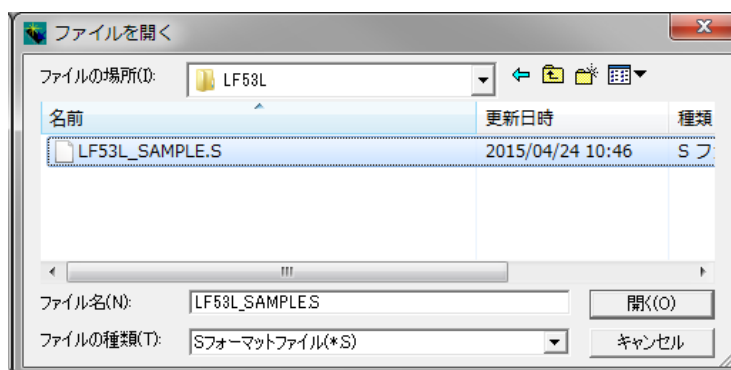 ファイルを開く
ファイルの場所(I):
LF53L
名前 更新日時 種類
LF53L_SAMPLE.S 2015/04/24 10:46 S フ
ファイル名(N): LF53L_SAMPLE.S 開く(O)
ファイルの種類(T): Sフォーマットファイル(*.S) キャンセル